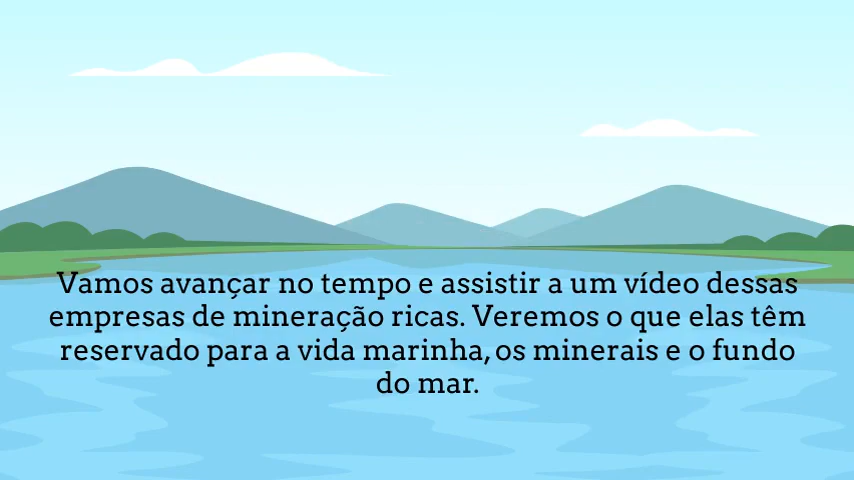 Vamos avançar no tempo e assistir a um vídeo dessas
empresas de mineração ricas. Veremos o que elas têm
reservado para a vida marinha, os minerais e o fundo
do mar.